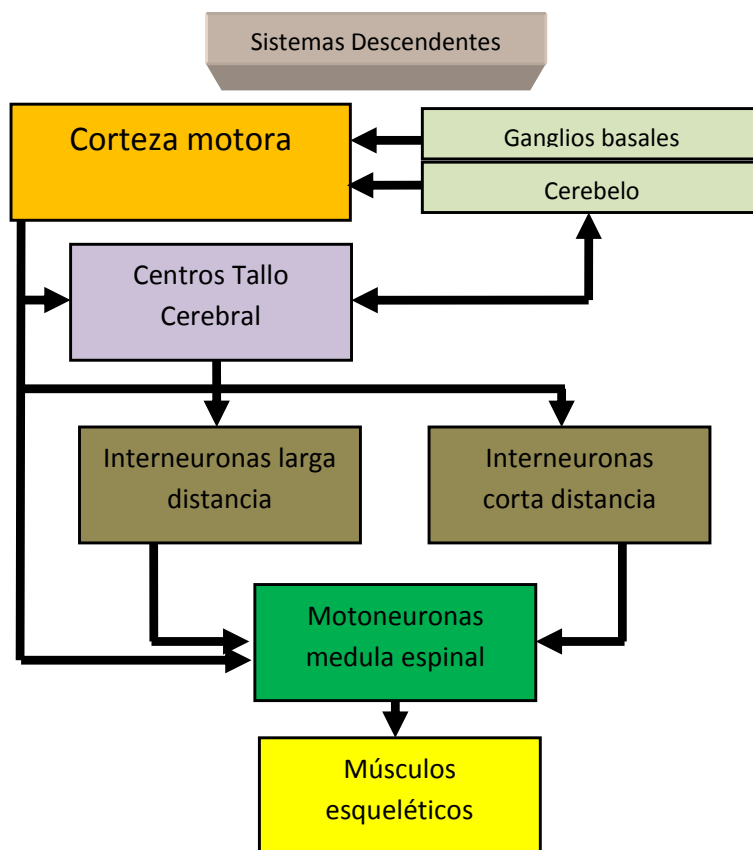 Sistemas Descendentes
Corteza motora
Ganglios basales
Cerebelo
Centros Tallo
Cerebral
Interneuronas larga
distancia
Interneuronas
corta distancia
Motoneuronas
medula espinal
Músculos
esqueléticos